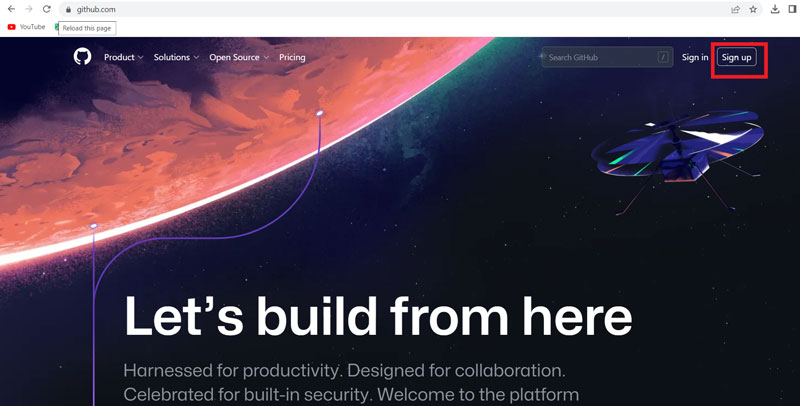 github.com
YouTube
Reload this page
Product Solutions Open Source Pricing Search GitHub / Sign in Sign up
Let's build from here
Harnessed for productivity. Designed for collaboration.
Celebrated for built-in security. Welcome to the platform